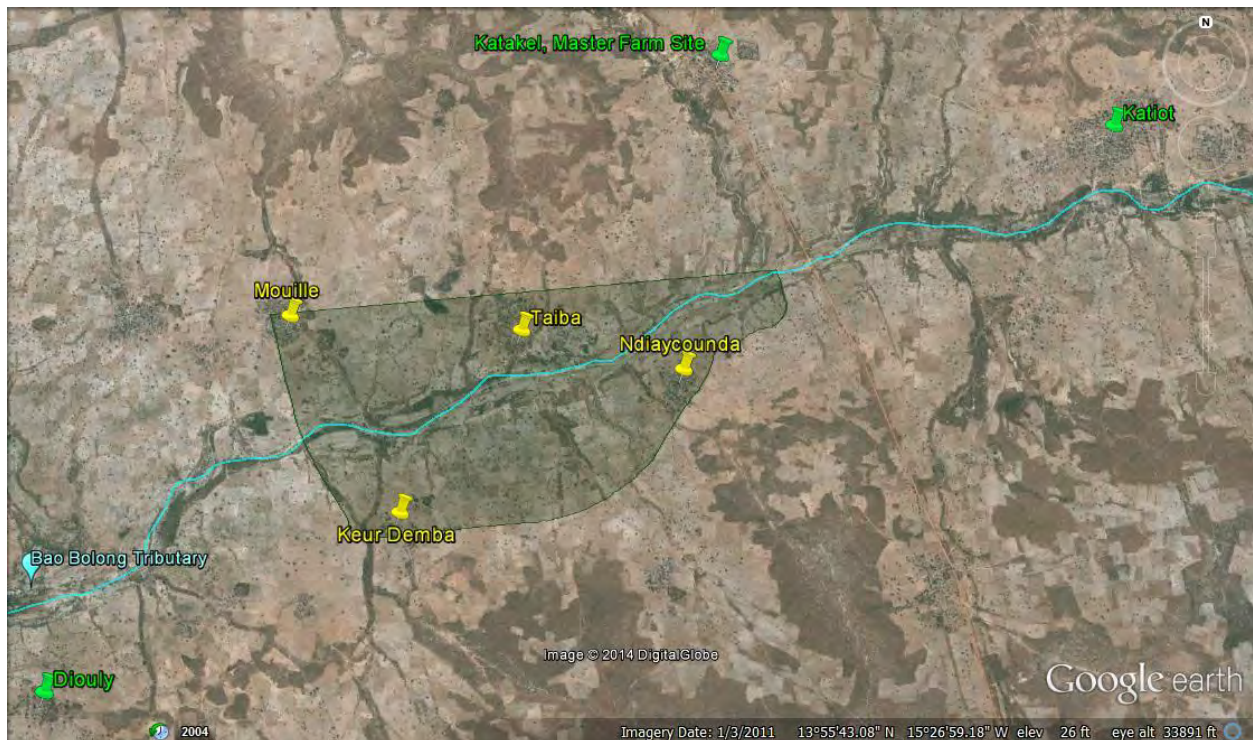 N
Katakel, Master Farm Site
Katiot
Mouille
Taiba
Ndiaycounda
Keur Demba
Bao Bolong Tributary
Image © 2014 DigitalGlobe
Diouly
Google earth
2004
Imagery Date: 1/3/2011 13°55'43.08" N 15°26'59.18" W elev 26 ft eye alt 33891 ft